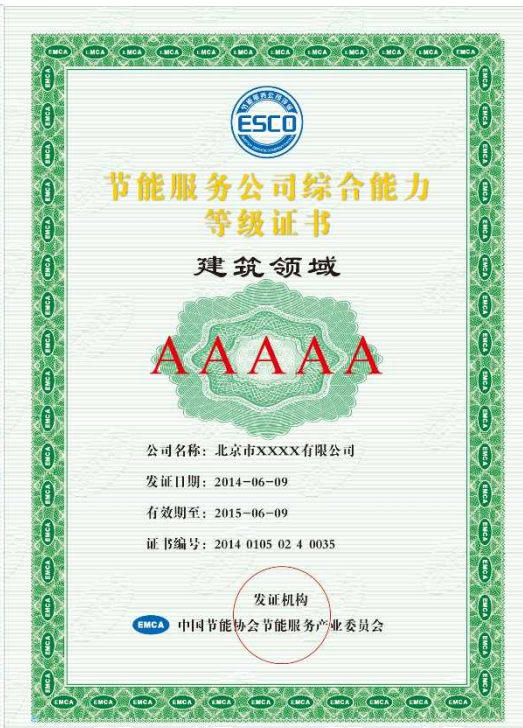 ESCO
节能服务公司综合能力
等级证书
建筑领域
AAAAA
公司名称：北京市XXXX有限公司
发证日期：2014-06-09
有效期至：2015-06-09
证书编号：2014 0105 02 4 0035
发证机构
EMCA 中国节能协会节能服务产业委员会